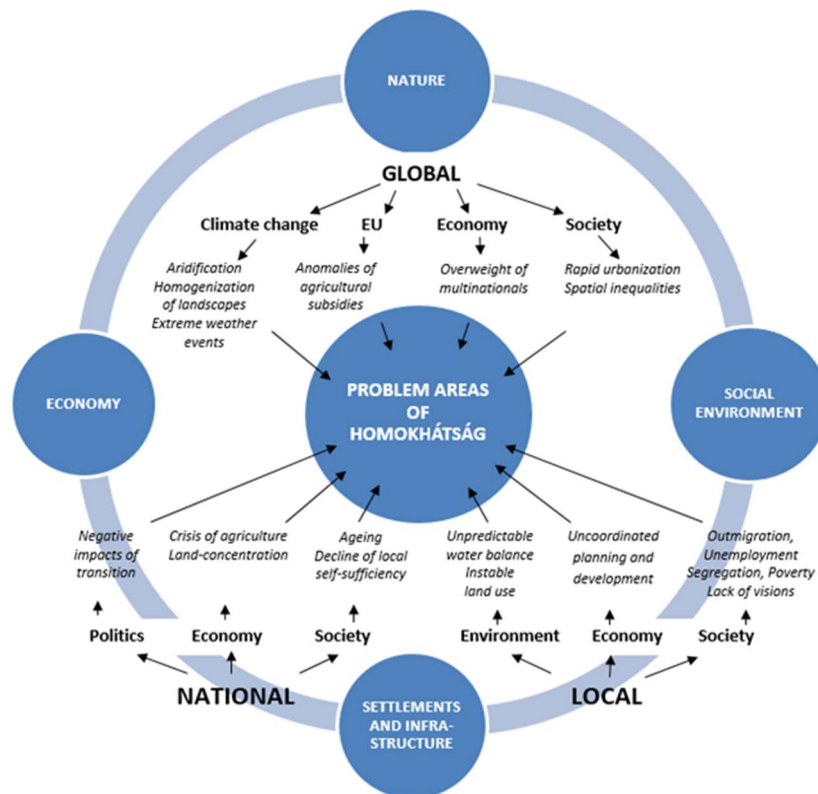 NATURE
GLOBAL
Climate change
EU
Economy
Society
Aridification
Homogenization
of landscapes
Extreme weather
events
Anomalies of
agricultural
subsidies
Overweight of
multinationals
Rapid urbanization
Spatial inequalities
ECONOMY
PROBLEM AREAS
OF
HOMOKHÁTSÁG
SOCIAL
ENVIRONMENT
Negative
impacts of
transition
Crisis of agriculture
Land-concentration
Ageing
Decline of local
self-sufficiency
Unpredictable
water balance
Instable
land use
Uncoordinated
planning and
development
Outmigration,
Unemployment
Segregation, Poverty
Lack of visions
Politics
Economy
Society
Environment
Economy
Society
NATIONAL
LOCAL
SETTLEMENTS
AND INFRA-
STRUCTURE